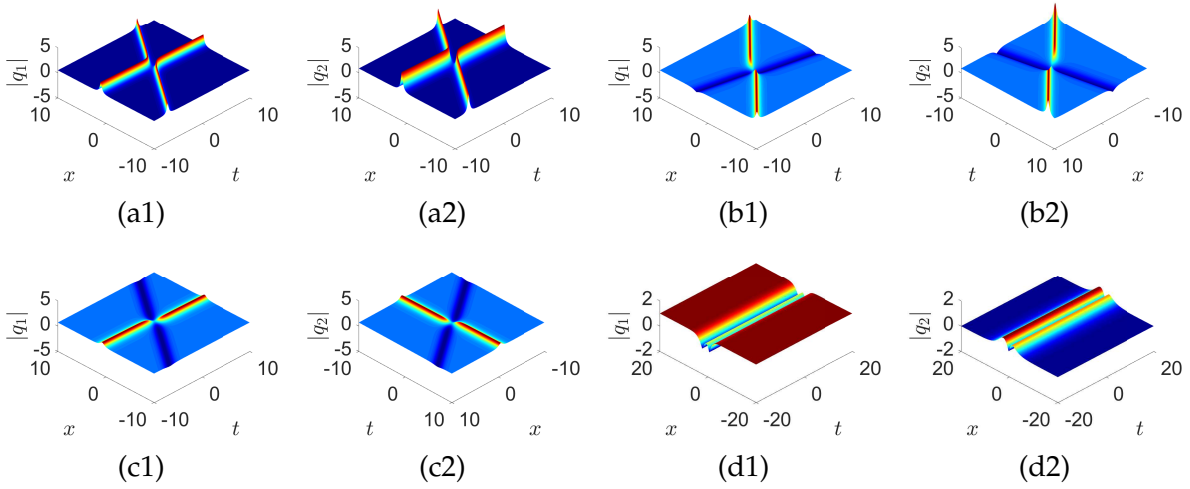 |q₁| 5 0 -5 10 0 -10 x -10 0 10 t
(a1)
|q₂| 5 0 -5 10 0 -10 x -10 0 10 t
(a2)
|q₁| 5 0 -5 10 0 -10 x -10 0 10 t
(b1)
|q₂| 5 0 -5 -10 0 10 t 10 0 -10 x
(b2)
|q₁| 5 0 -5 10 0 -10 x -10 0 10 t
(c1)
|q₂| 5 0 -5 -10 0 10 t 10 0 -10 x
(c2)
|q₁| 2 0 -2 20 0 -20 x -20 0 20 t
(d1)
|q₂| 2 0 -2 20 0 -20 x -20 0 20 t
(d2)